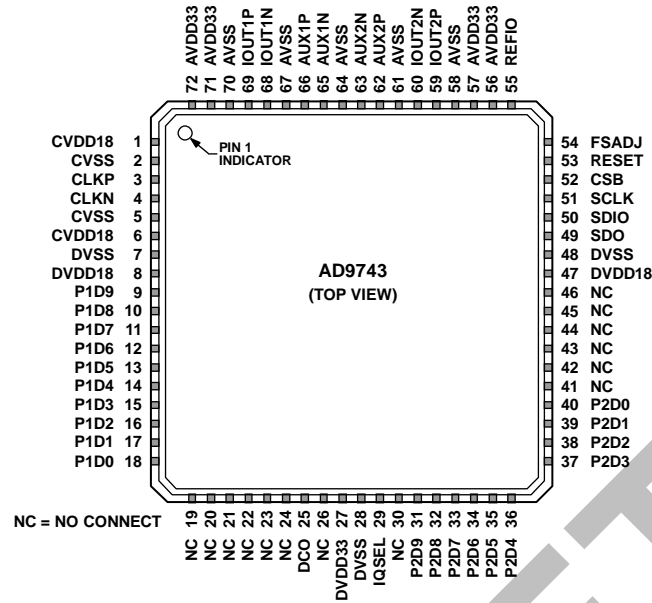 72 AVDD33
71 AVDD33
70 AVSS
69 IOUT1P
68 IOUT1N
67 AVSS
66 AUX1P
65 AUX1N
64 AVSS
63 AUX2N
62 AUX2P
61 AVSS
60 IOUT2N
59 IOUT2P
58 AVSS
57 AVDD33
56 AVDD33
55 REFIO
CVDD18 1
CVSS 2
CLKP 3
CLKN 4
CVSS 5
CVDD18 6
DVSS 7
DVDD18 8
P1D9 9
P1D8 10
P1D7 11
P1D6 12
P1D5 13
P1D4 14
P1D3 15
P1D2 16
P1D1 17
P1D0 18
PIN 1
INDICATOR
AD9743
(TOP VIEW)
54 FSADJ
53 RESET
52 CSB
51 SCLK
50 SDIO
49 SDO
48 DVSS
47 DVDD18
46 NC
45 NC
44 NC
43 NC
42 NC
41 NC
40 P2D0
39 P2D1
38 P2D2
37 P2D3
NC = NO CONNECT
NC 19
NC 20
NC 21
NC 22
NC 23
NC 24
DCO 25
NC 26
DVDD33 27
DVSS 28
IQSEL 29
NC 30
P2D9 31
P2D8 32
P2D7 33
P2D6 34
P2D5 35
P2D4 36